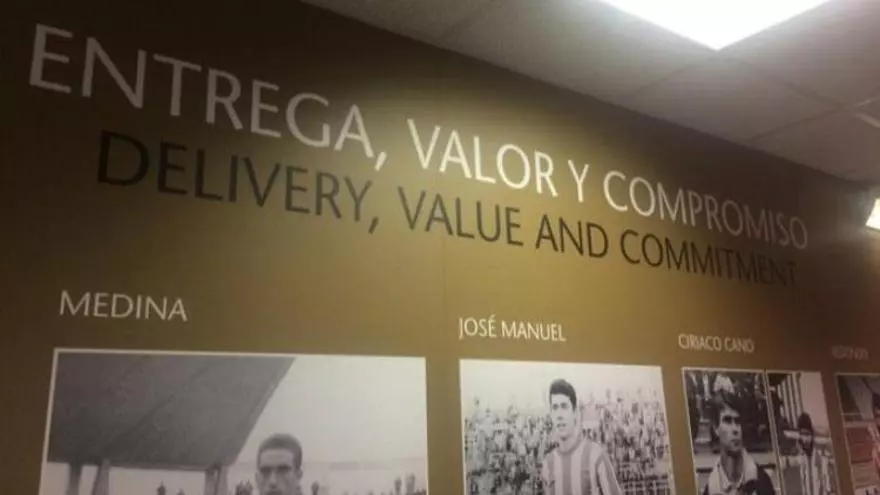 ENTREGA, VALOR Y COMPROMISO
DELIVERY, VALUE AND COMMITMENT
MEDINA
JOSÉ MANUEL
CIRIACO CANO